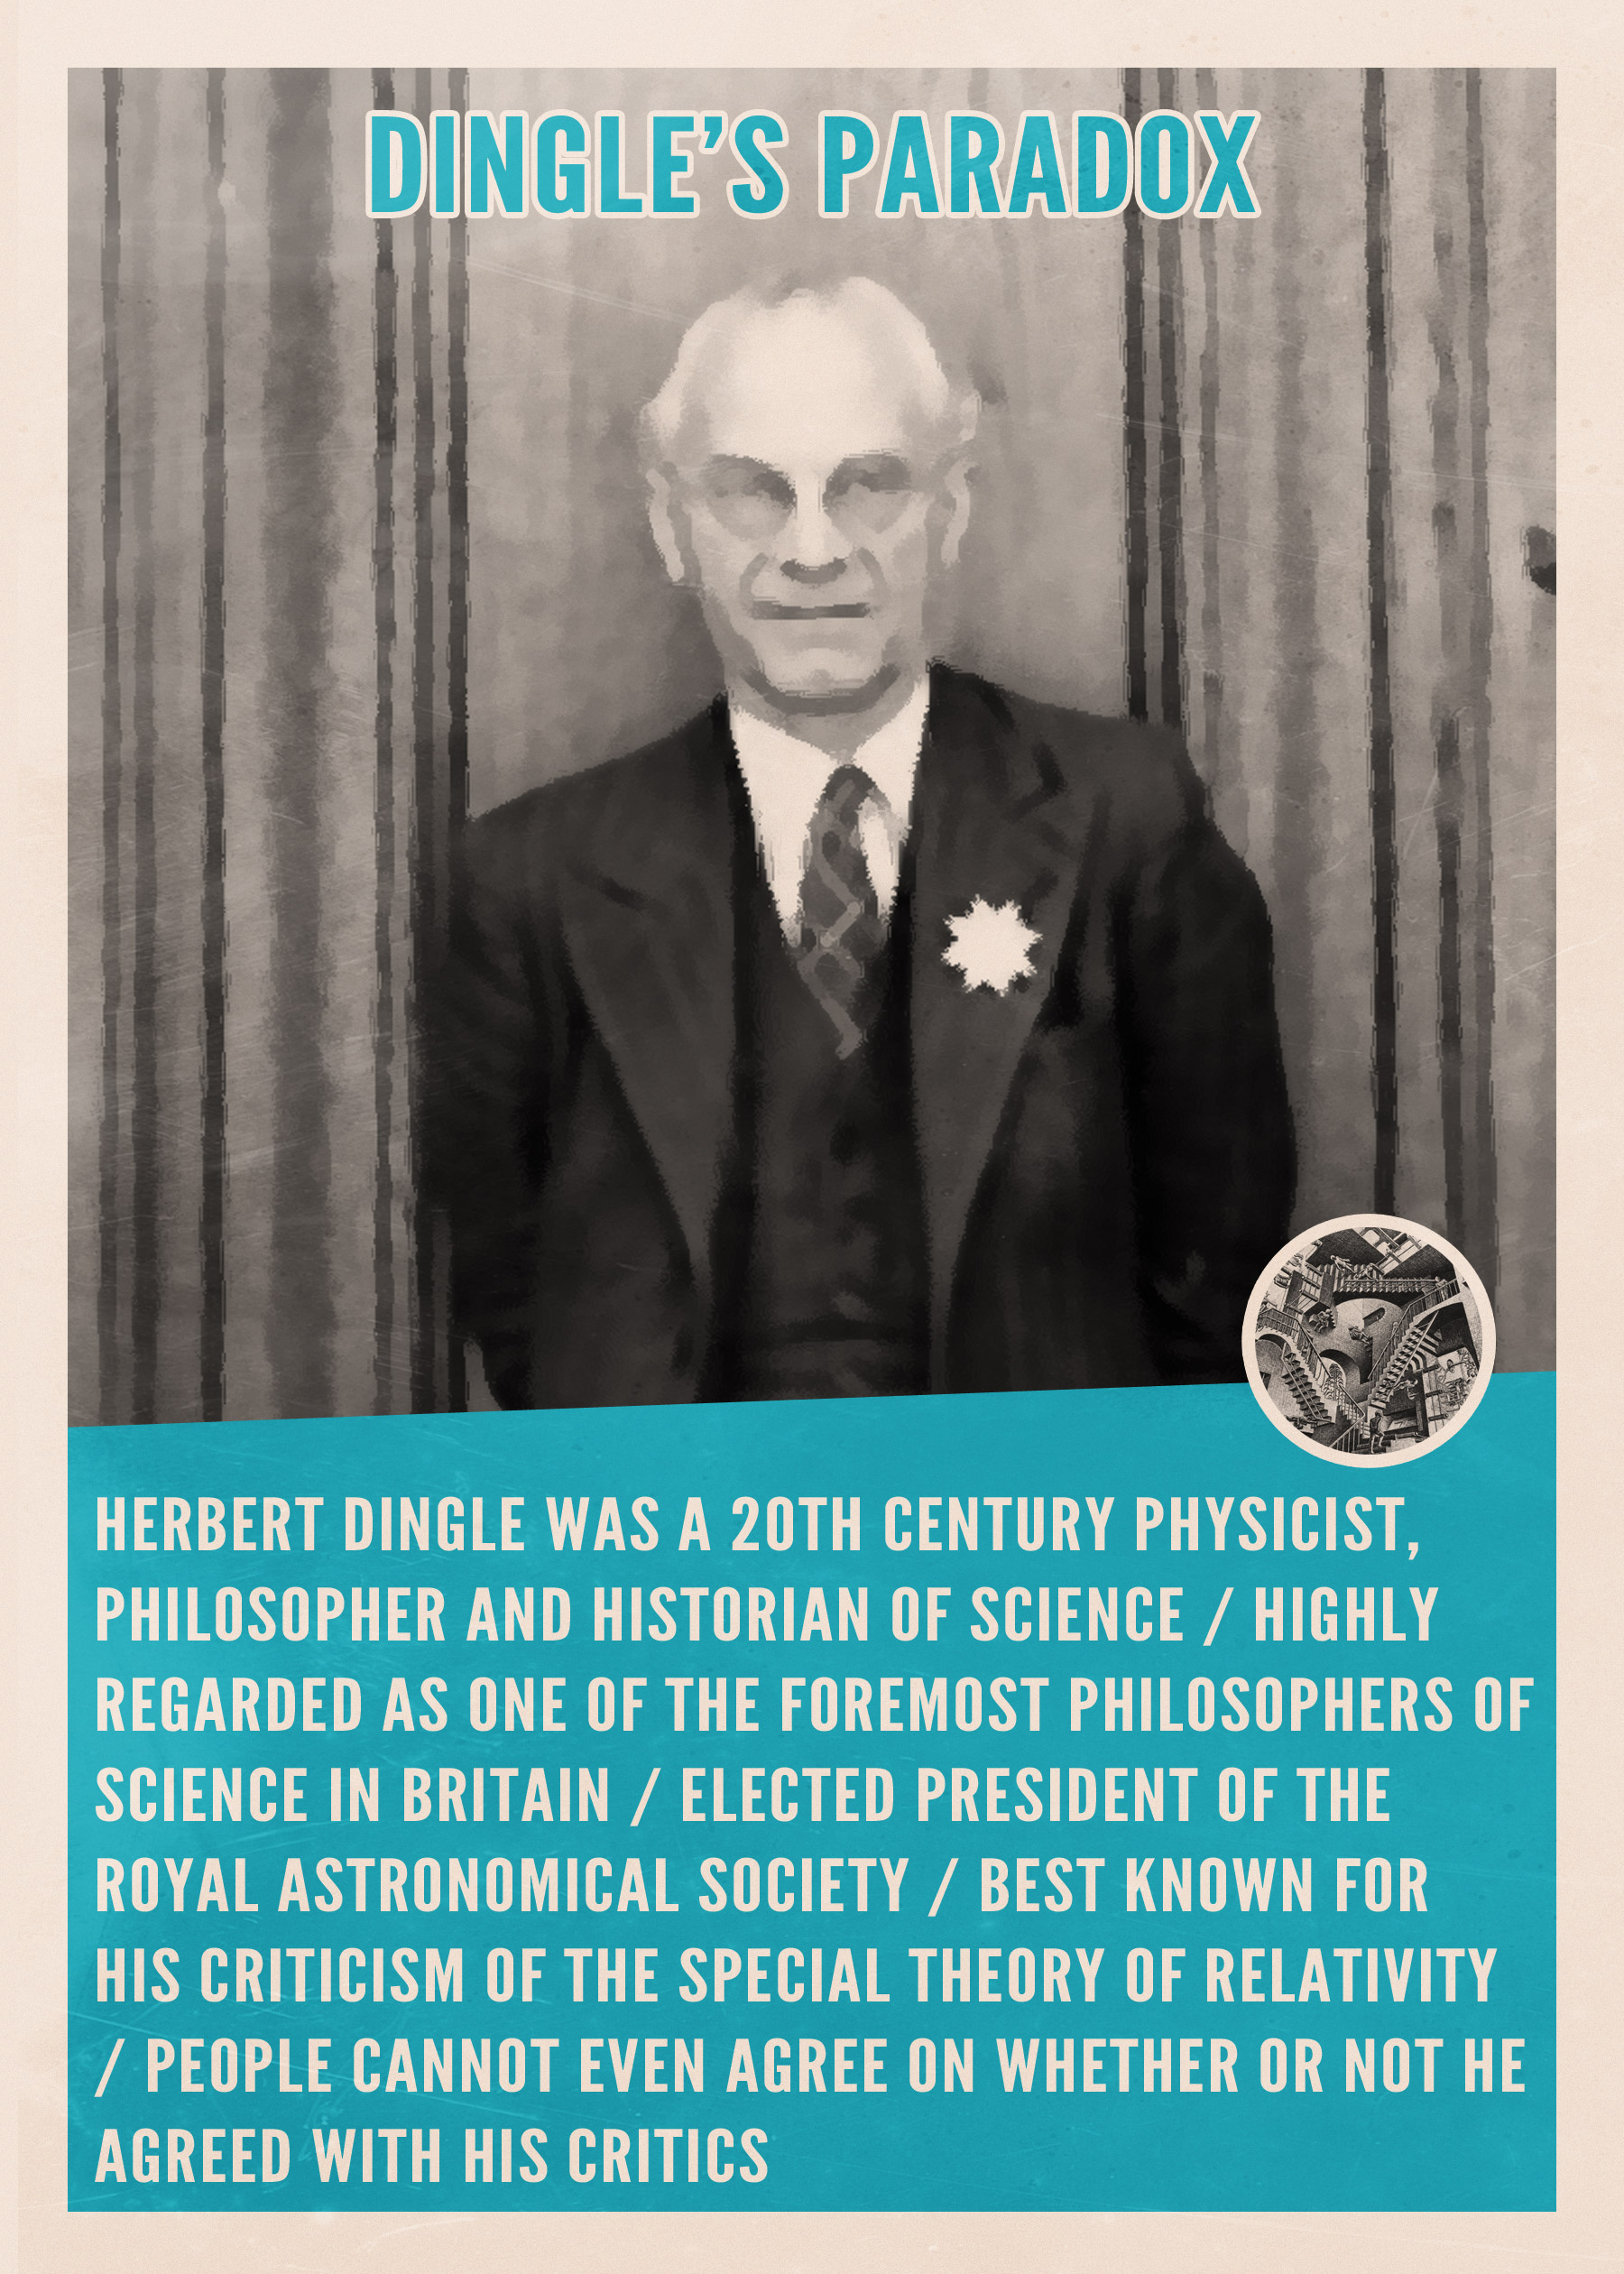 DINGLE'S PARADOX
HERBERT DINGLE WAS A 20TH CENTURY PHYSICIST,
PHILOSOPHER AND HISTORIAN OF SCIENCE / HIGHLY
REGARDED AS ONE OF THE FOREMOST PHILOSOPHERS OF
SCIENCE IN BRITAIN / ELECTED PRESIDENT OF THE
ROYAL ASTRONOMICAL SOCIETY / BEST KNOWN FOR
HIS CRITICISM OF THE SPECIAL THEORY OF RELATIVITY
/ PEOPLE CANNOT EVEN AGREE ON WHETHER OR NOT HE
AGREED WITH HIS CRITICS